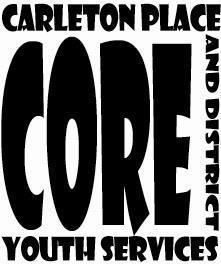 CARLETON PLACE
AND DISTRICT
CORE
YOUTH SERVICES